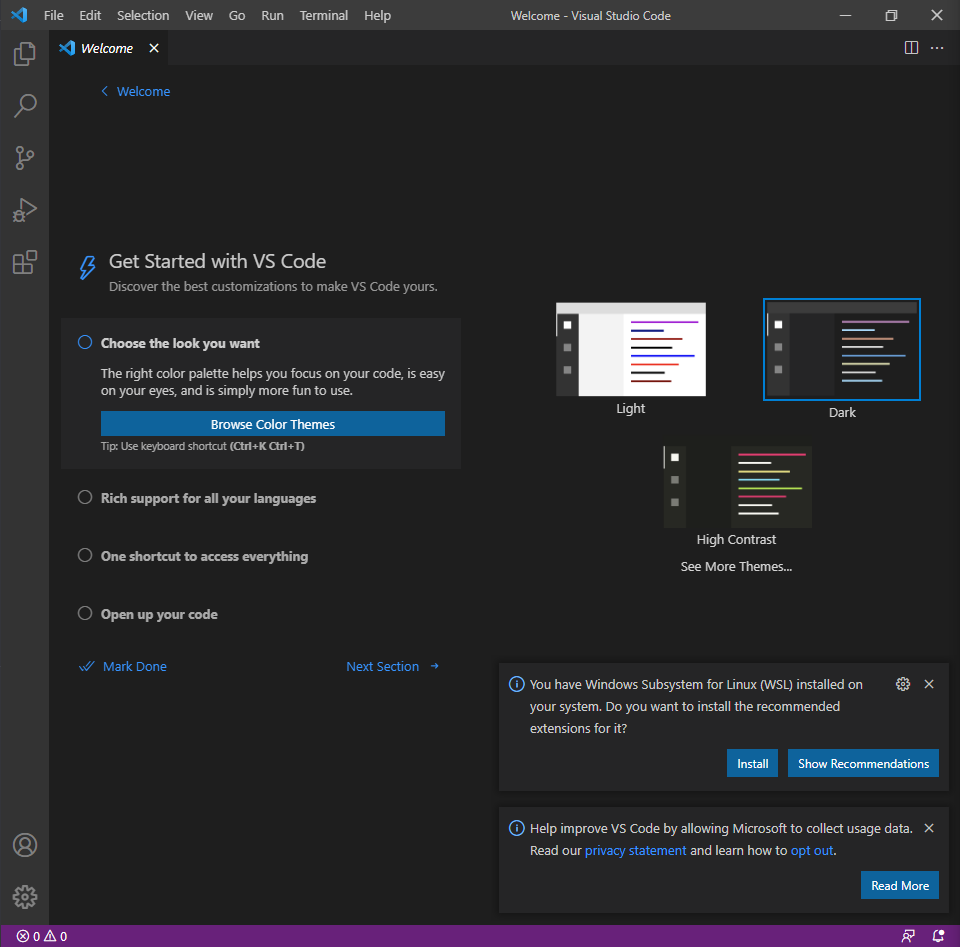 File Edit Selection View Go Run Terminal Help Welcome - Visual Studio Code
Welcome
Welcome
Get Started with VS Code
Discover the best customizations to make VS Code yours.
Choose the look you want
The right color palette helps you focus on your code, is easy
on your eyes, and is simply more fun to use.
Browse Color Themes
Tip: Use keyboard shortcut (Ctrl+K Ctrl+T)
Rich support for all your languages
One shortcut to access everything
Open up your code
Mark Done Next Section
Light
Dark
High Contrast
See More Themes...
You have Windows Subsystem for Linux (WSL) installed on
your system. Do you want to install the recommended
extensions for it?
Install Show Recommendations
Help improve VS Code by allowing Microsoft to collect usage data.
Read our privacy statement and learn how to opt out.
Read More
0 0